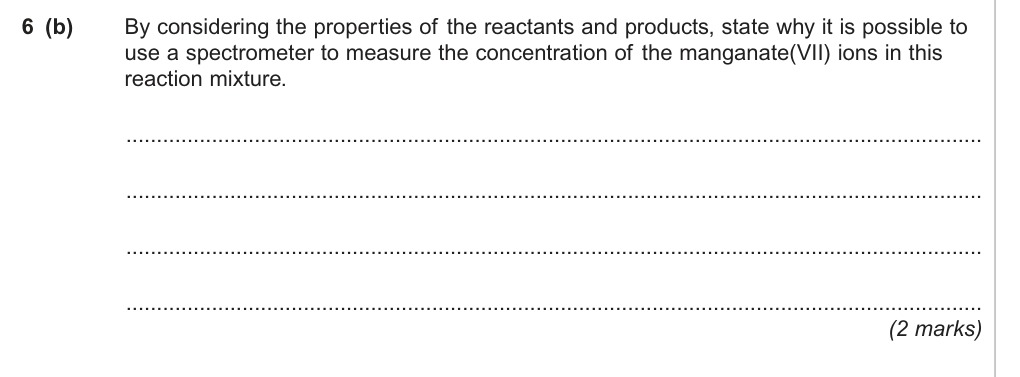 6 (b) By considering the properties of the reactants and products, state why it is possible to
use a spectrometer to measure the concentration of the manganate(VII) ions in this
reaction mixture.
(2 marks)